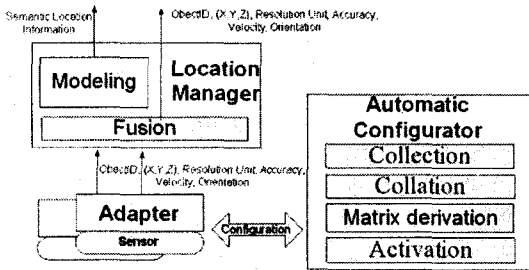 Semantic Location
Information
ObectID, (X,Y,Z), Resolution Unit, Accuracy,
Velocity, Orientation
Modeling
Location
Manager
Fusion
ObectID, (X,Y,Z), Resolution Unit, Accuracy,
Velocity, Orientation
Adapter
Sensor
Configuration
Automatic
Configurator
Collection
Collation
Matrix derivation
Activation